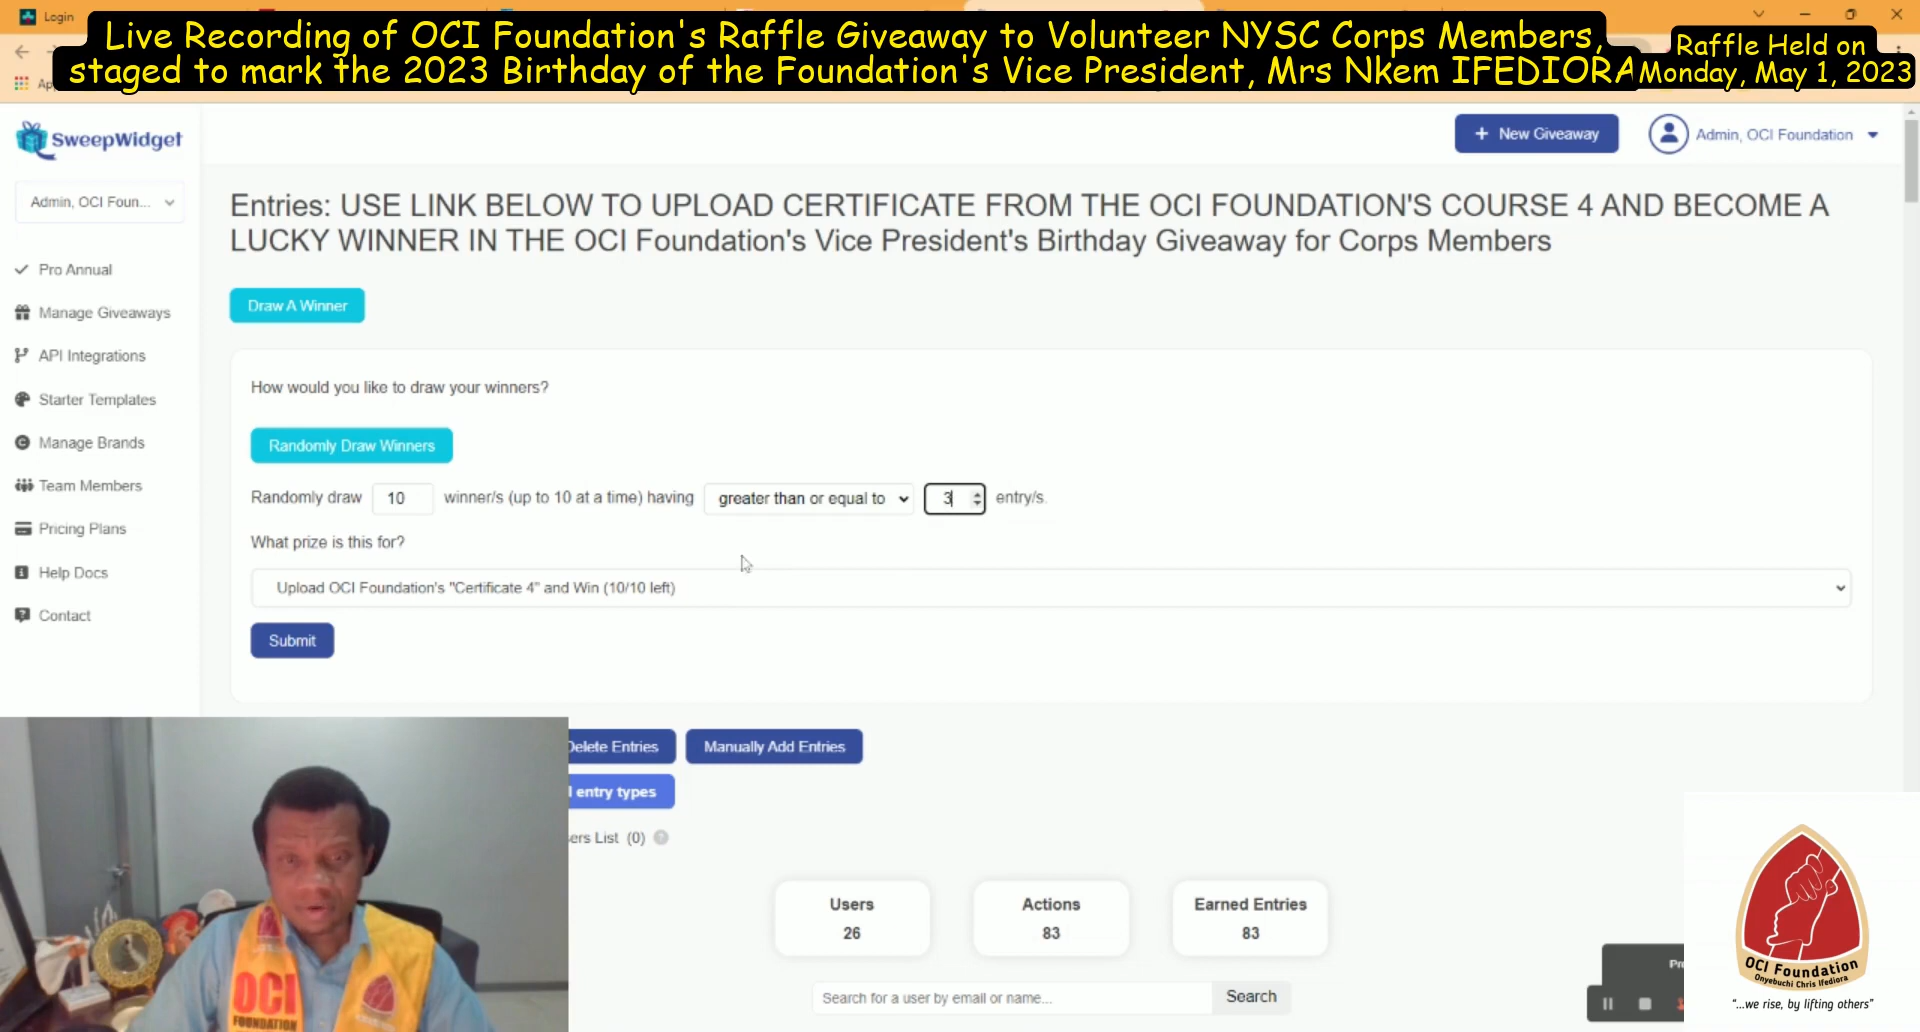 Login
Live Recording of OCI Foundation's Raffle Giveaway to Volunteer NYSC Corps Members,
staged to mark the 2023 Birthday of the Foundation's Vice President, Mrs Nkem IFEDIORA
Raffle Held on
Monday, May 1, 2023
SweepWidget
+ New Giveaway
Admin, OCI Foundation
Admin, OCI Foun...
Entries: USE LINK BELOW TO UPLOAD CERTIFICATE FROM THE OCI FOUNDATION'S COURSE 4 AND BECOME A
LUCKY WINNER IN THE OCI Foundation's Vice President's Birthday Giveaway for Corps Members
Pro Annual
Manage Giveaways
API Integrations
Starter Templates
Manage Brands
Team Members
Pricing Plans
Help Docs
Contact
Draw A Winner
How would you like to draw your winners?
Randomly Draw Winners
Randomly draw 10 winner/s (up to 10 at a time) having greater than or equal to 3 entry/s.
What prize is this for?
Upload OCI Foundation's "Certificate 4" and Win (10/10 left)
Submit
Delete Entries
Manually Add Entries
entry types
List (0)
Users
26
Actions
83
Earned Entries
83
Search for a user by email or name...
Search
OCI
FOUNDATION
OCI Foundation
Onyebuchi Chris Ifediora
"...we rise, by lifting others"